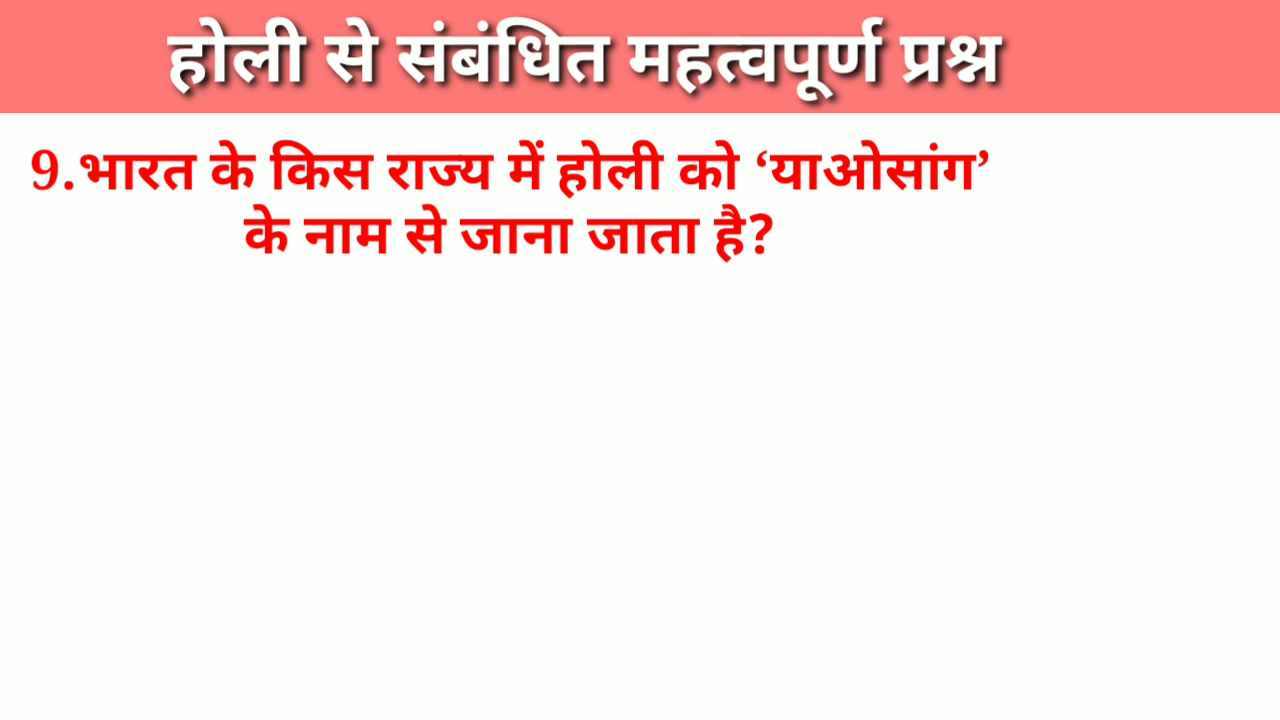 होली से संबंधित महत्वपूर्ण प्रश्न
9.भारत के किस राज्य में होली को ‘याओसांग’
के नाम से जाना जाता है?